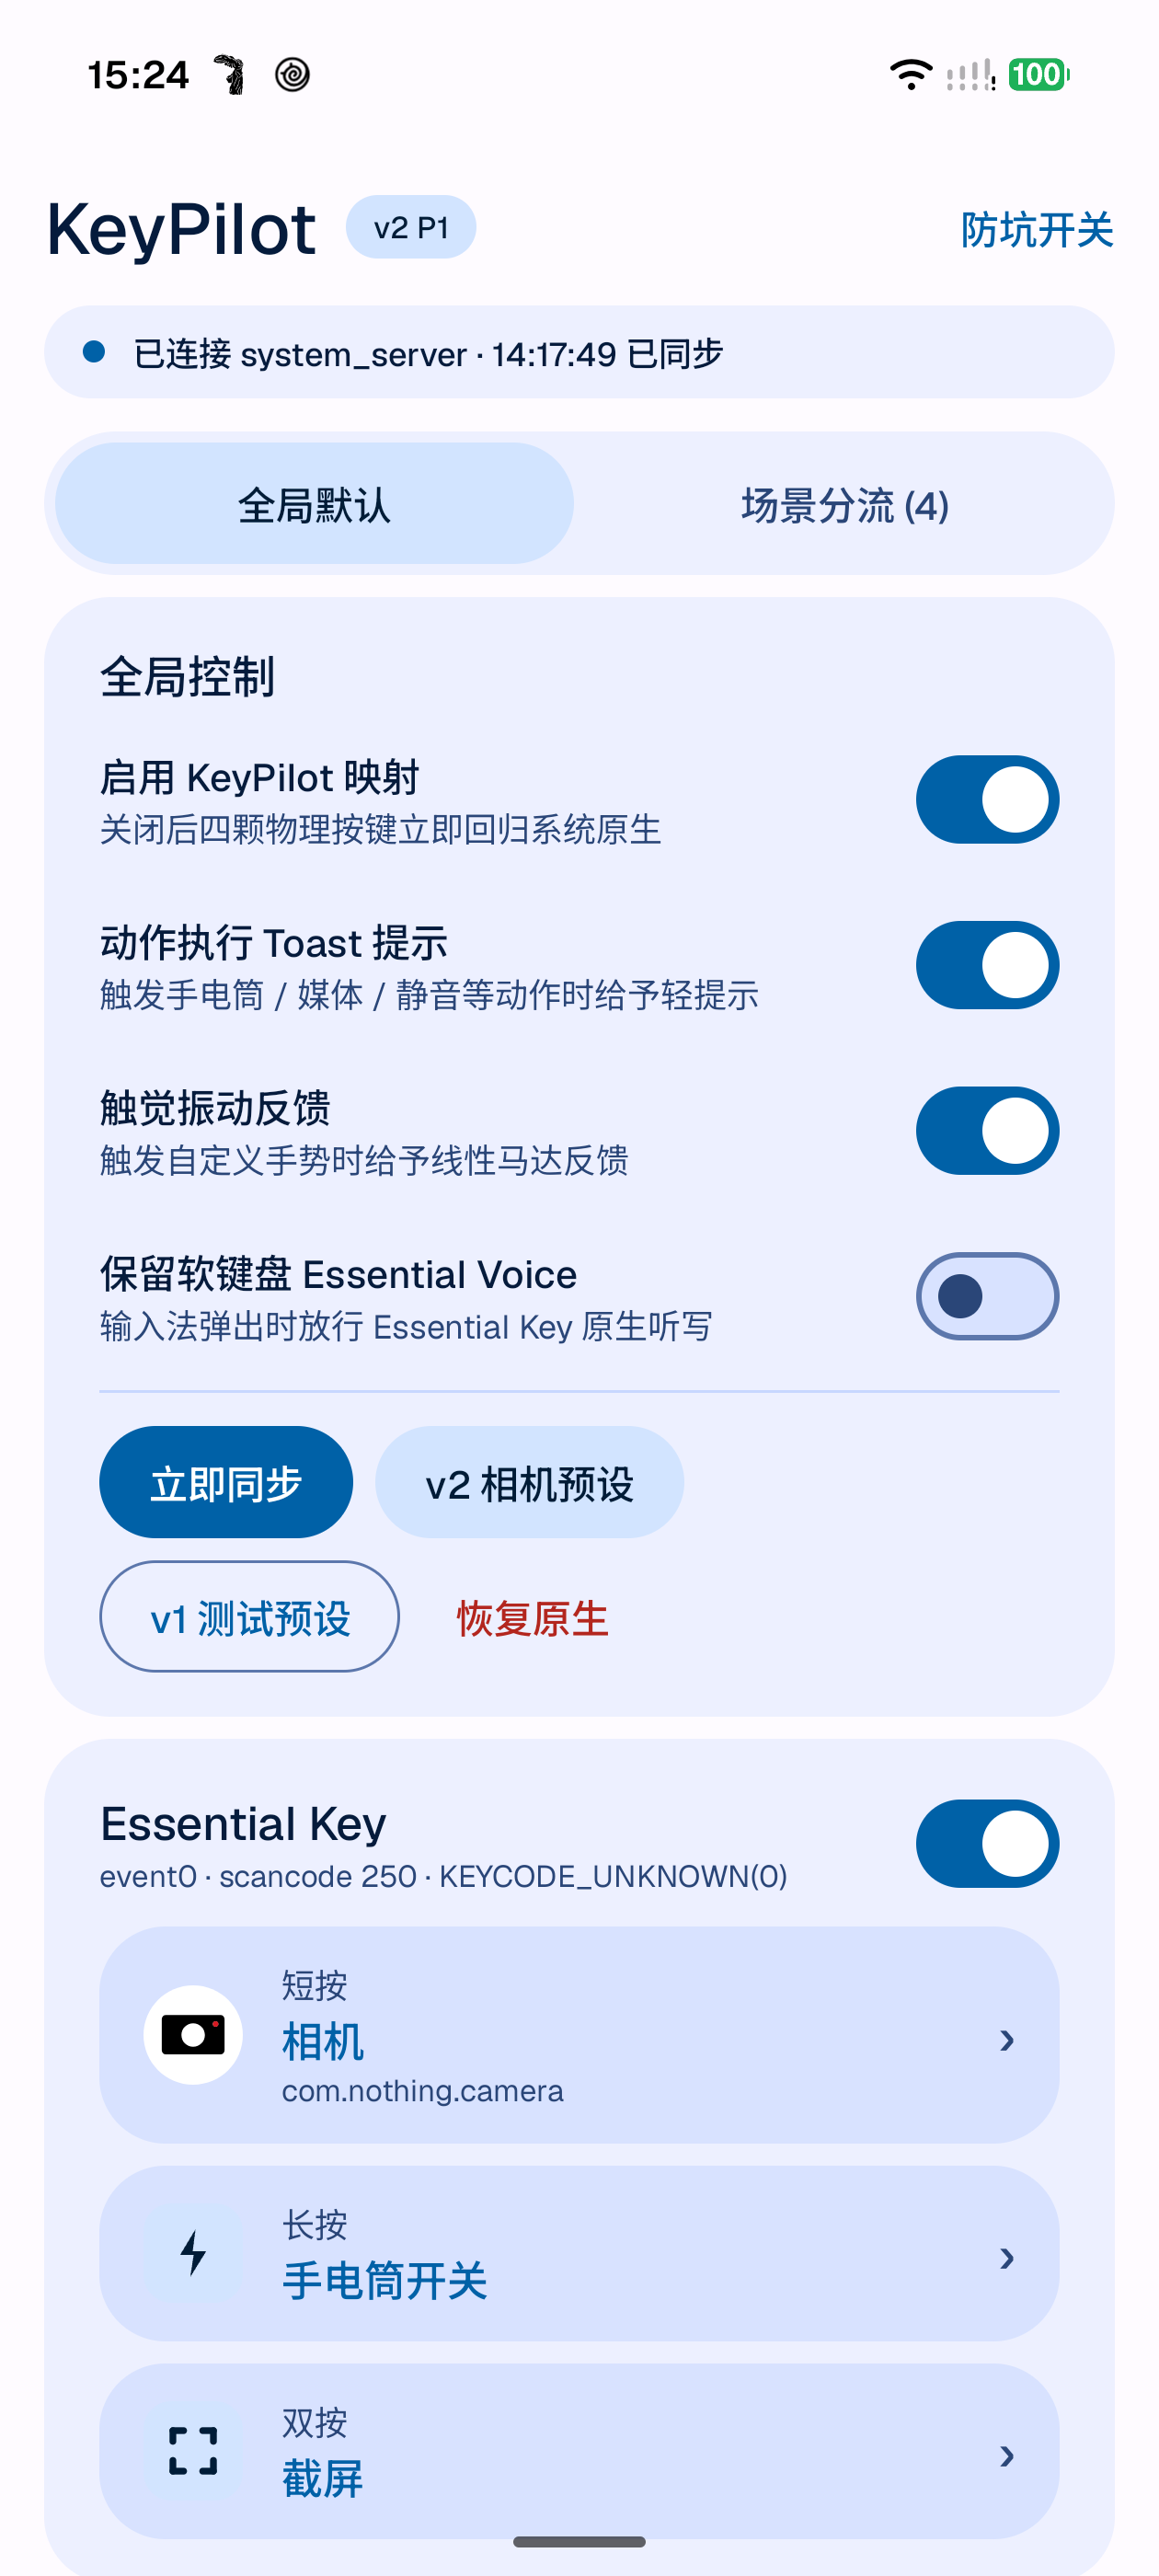 15:24
100
KeyPilot
v2 P1
防坑开关
已连接 system_server · 14:17:49 已同步
全局默认
场景分流 (4)
全局控制
启用 KeyPilot 映射
关闭后四颗物理按键立即回归系统原生
动作执行 Toast 提示
触发手电筒 / 媒体 / 静音等动作时给予轻提示
触觉振动反馈
触发自定义手势时给予线性马达反馈
保留软键盘 Essential Voice
输入法弹出时放行 Essential Key 原生听写
立即同步
v2 相机预设
v1 测试预设
恢复原生
Essential Key
event0 · scancode 250 · KEYCODE_UNKNOWN(0)
短按
相机
com.nothing.camera
长按
手电筒开关
双按
截屏